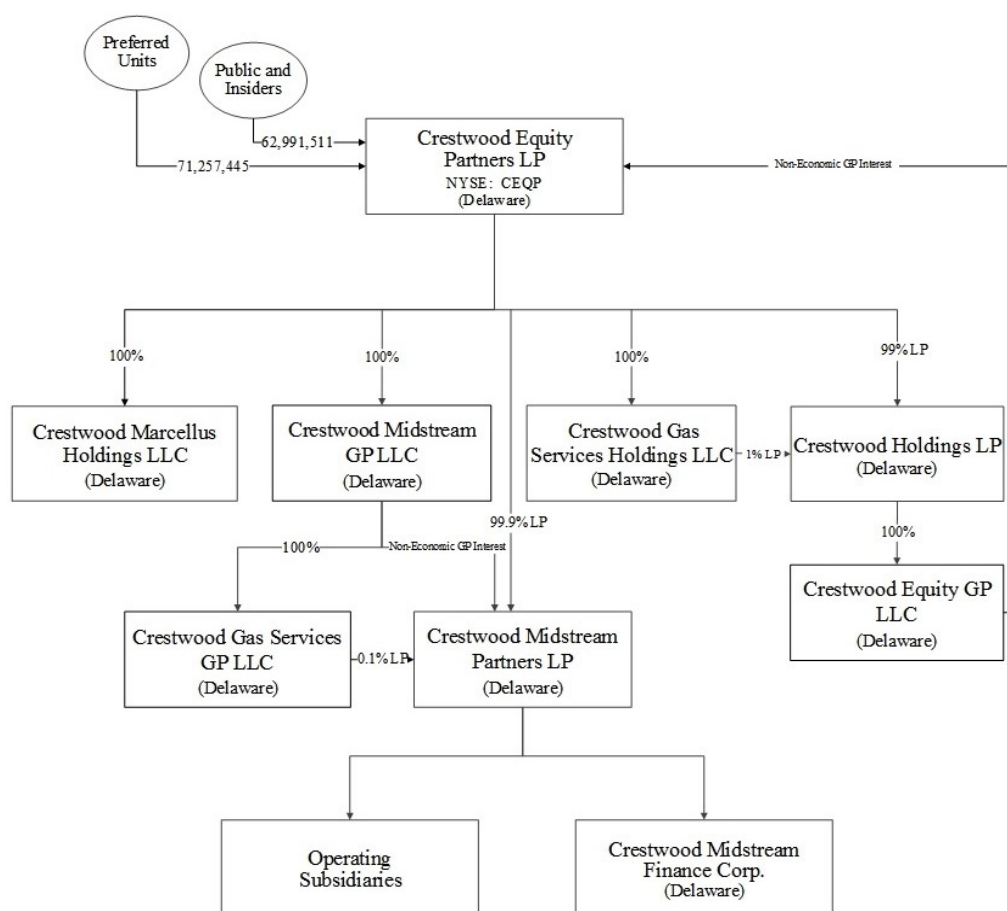 Preferred
Units
Public and
Insiders
62,991,511
71,257,445
Crestwood Equity
Partners LP
NYSE: CEQP
(Delaware)
Non-Economic GP Interest
100%
100%
100%
99% LP
Crestwood Marcellus
Holdings LLC
(Delaware)
Crestwood Midstream
GP LLC
(Delaware)
Crestwood Gas
Services Holdings LLC
(Delaware)
1% LP
Crestwood Holdings LP
(Delaware)
99.9% LP
100%
Non-Economic GP Interest
100%
Crestwood Gas Services
GP LLC
(Delaware)
0.1% LP
Crestwood Midstream
Partners LP
(Delaware)
Crestwood Equity GP
LLC
(Delaware)
Operating
Subsidiaries
Crestwood Midstream
Finance Corp.
(Delaware)